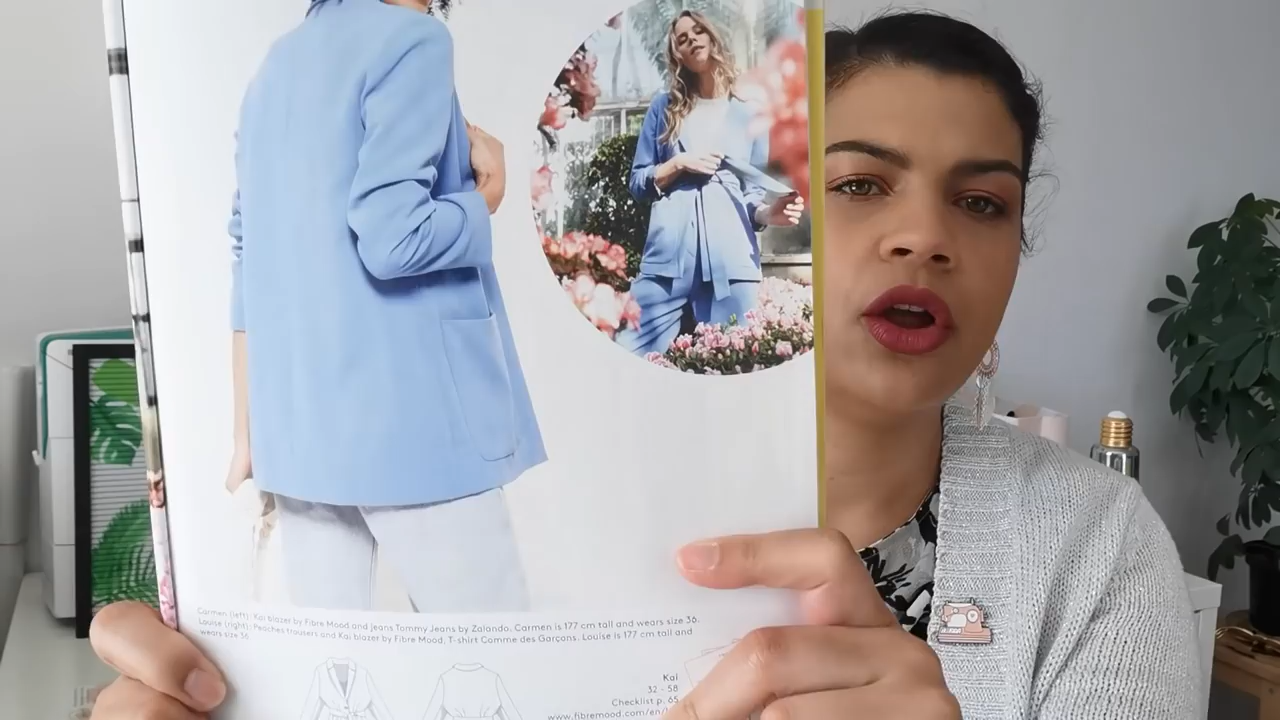 Carmen (left): Kai blazer by Fibre Mood and jeans Tommy Jeans by Zalando. Carmen is 177 cm tall and wears size 36.
Louise (right): Peaches trousers and Kai blazer by Fibre Mood, T-shirt Comme des Garçons. Louise is 177 cm tall and
wears size 36.
Kai
32 - 58
Checklist p. 65
www.fibremood.com/en/